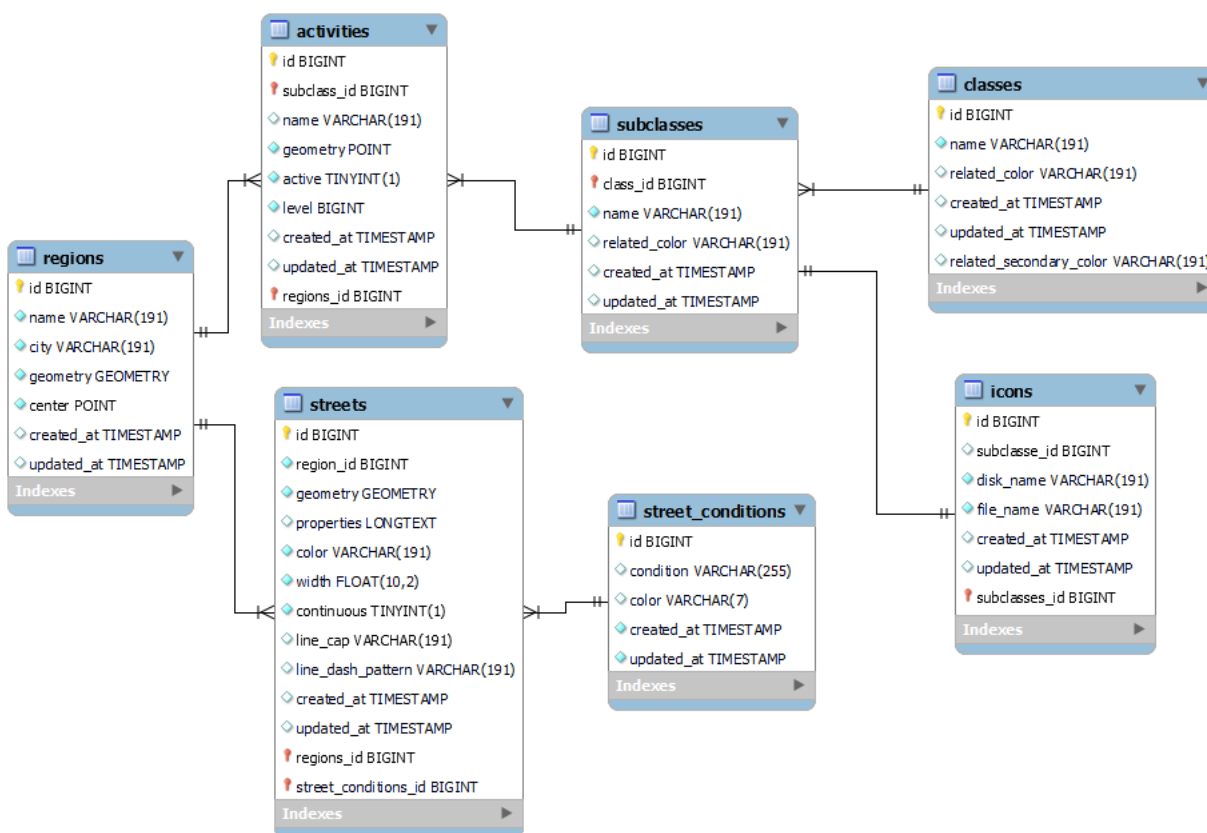 activities
id BIGINT
subclass_id BIGINT
name VARCHAR(191)
geometry POINT
active TINYINT(1)
level BIGINT
created_at TIMESTAMP
updated_at TIMESTAMP
regions_id BIGINT
Indexes
subclasses
id BIGINT
class_id BIGINT
name VARCHAR(191)
related_color VARCHAR(191)
created_at TIMESTAMP
updated_at TIMESTAMP
Indexes
classes
id BIGINT
name VARCHAR(191)
related_color VARCHAR(191)
created_at TIMESTAMP
updated_at TIMESTAMP
related_secondary_color VARCHAR(191)
Indexes
regions
id BIGINT
name VARCHAR(191)
city VARCHAR(191)
geometry GEOMETRY
center POINT
created_at TIMESTAMP
updated_at TIMESTAMP
Indexes
streets
id BIGINT
region_id BIGINT
geometry GEOMETRY
properties LONGTEXT
color VARCHAR(191)
width FLOAT(10,2)
continuous TINYINT(1)
line_cap VARCHAR(191)
line_dash_pattern VARCHAR(191)
created_at TIMESTAMP
updated_at TIMESTAMP
regions_id BIGINT
street_conditions_id BIGINT
Indexes
street_conditions
id BIGINT
condition VARCHAR(255)
color VARCHAR(7)
created_at TIMESTAMP
updated_at TIMESTAMP
Indexes
icons
id BIGINT
subclasse_id BIGINT
disk_name VARCHAR(191)
file_name VARCHAR(191)
created_at TIMESTAMP
updated_at TIMESTAMP
subclasses_id BIGINT
Indexes